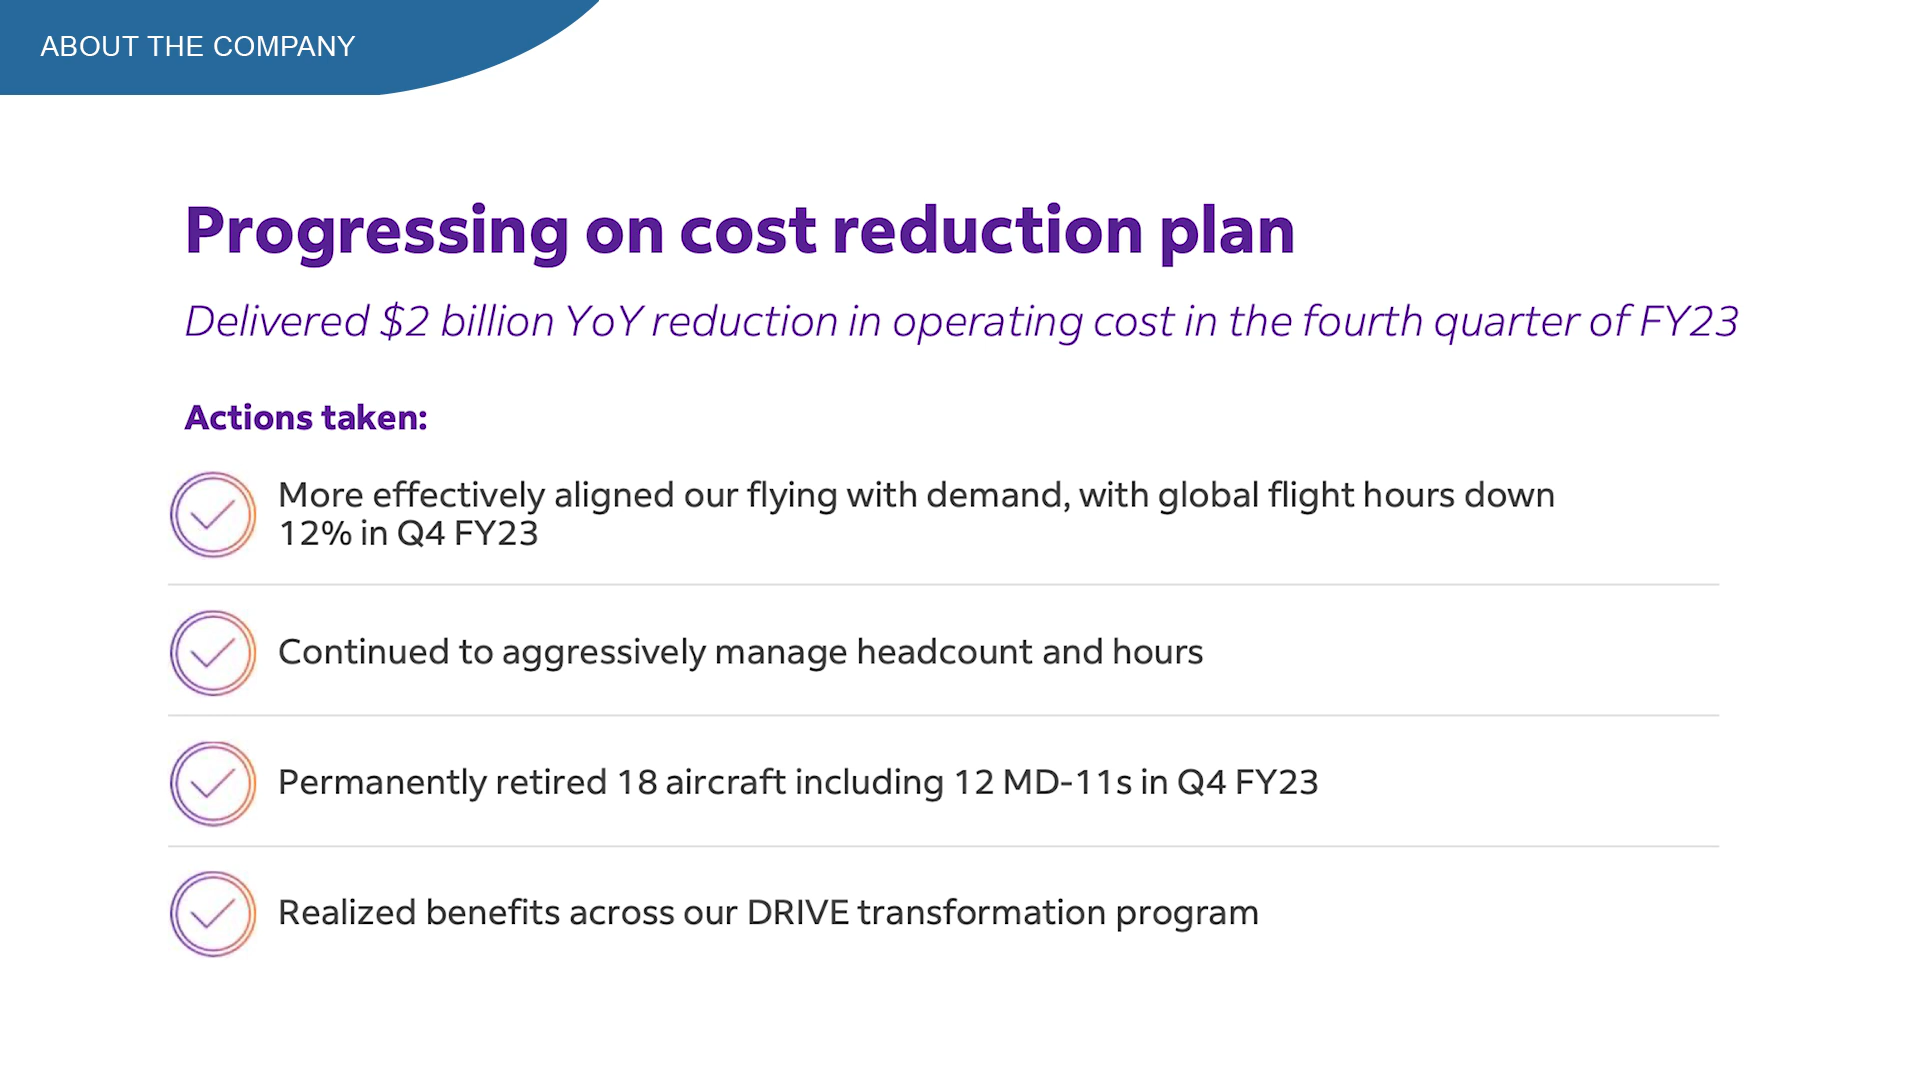 ABOUT THE COMPANY
Progressing on cost reduction plan
Delivered $2 billion YoY reduction in operating cost in the fourth quarter of FY23
Actions taken:
More effectively aligned our flying with demand, with global flight hours down
12% in Q4 FY23
Continued to aggressively manage headcount and hours
Permanently retired 18 aircraft including 12 MD-11s in Q4 FY23
Realized benefits across our DRIVE transformation program